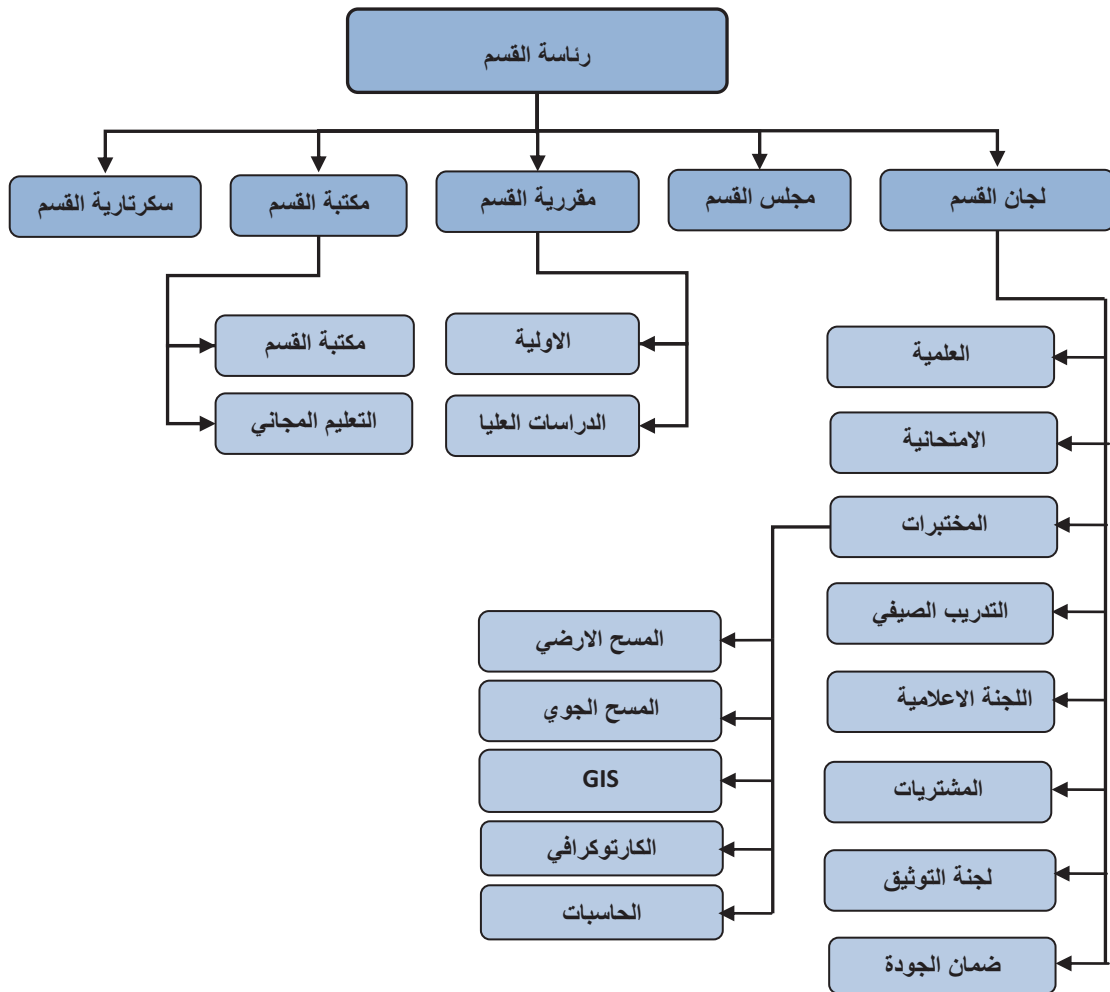 رئاسة القسم
لجان القسم
مجلس القسم
مقررية القسم
مكتبة القسم
سكرتارية القسم
الاولية
الدراسات العليا
مكتبة القسم
التعليم المجاني
العلمية
الامتحانية
المختبرات
التدريب الصيفي
اللجنة الاعلامية
المشتريات
لجنة التوثيق
ضمان الجودة
المسح الارضي
المسح الجوي
GIS
الكارتوكرافي
الحاسبات